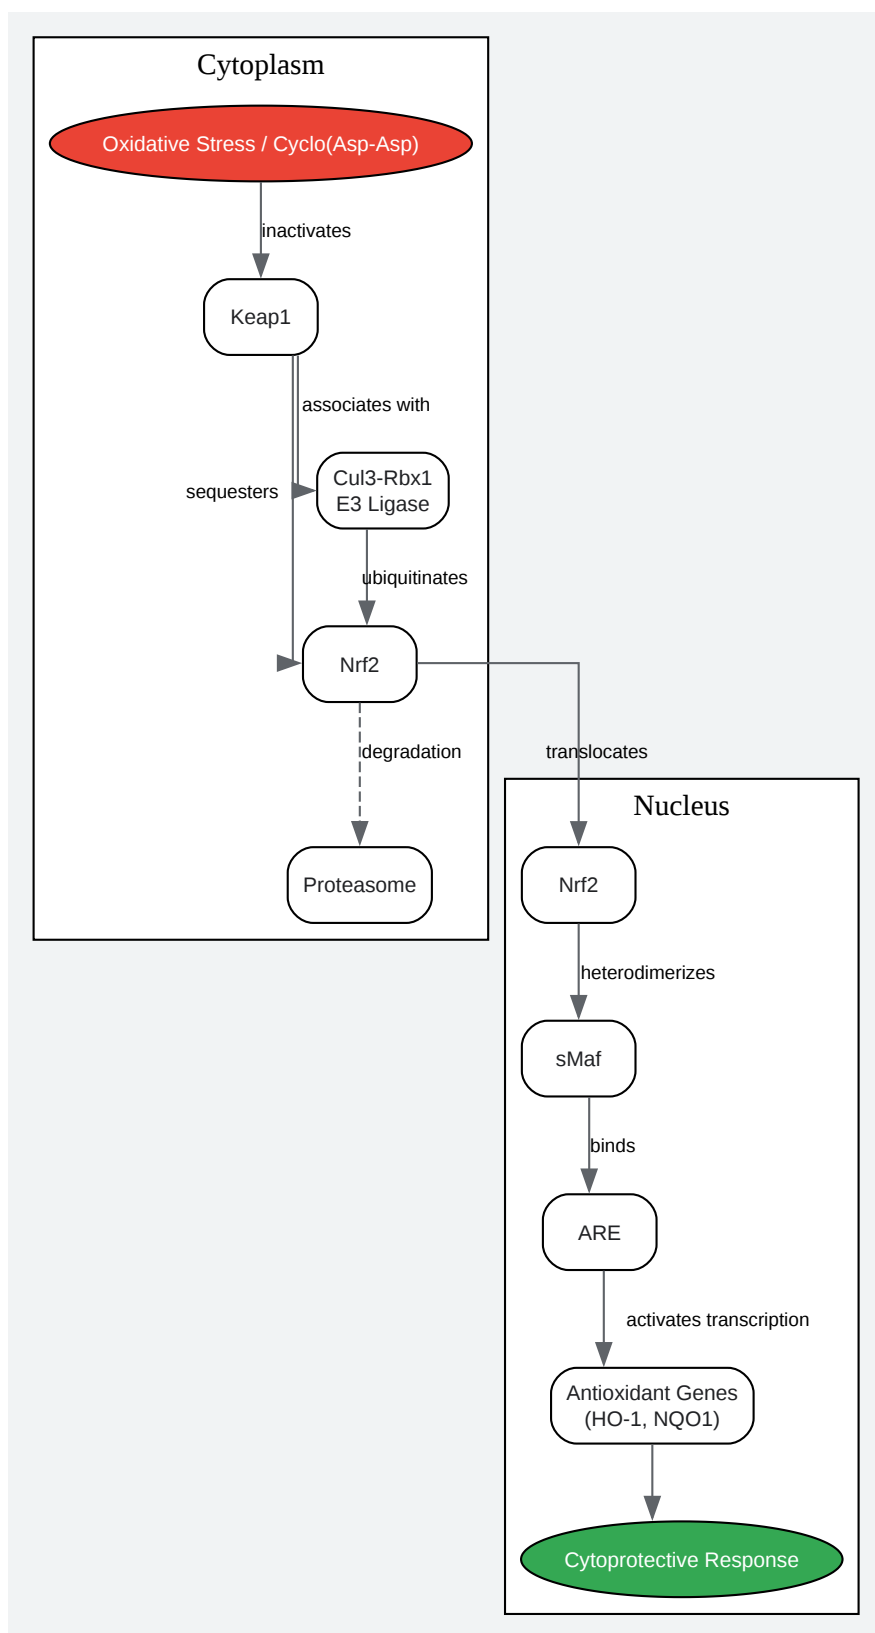 Cytoplasm
Oxidative Stress / Cyclo(Asp-Asp)
inactivates
Keap1
associates with
sequesters
Cul3-Rbx1
E3 Ligase
ubiquitinates
Nrf2
degradation
translocates
Proteasome
Nucleus
Nrf2
heterodimerizes
sMaf
binds
ARE
activates transcription
Antioxidant Genes
(HO-1, NQO1)
Cytoprotective Response